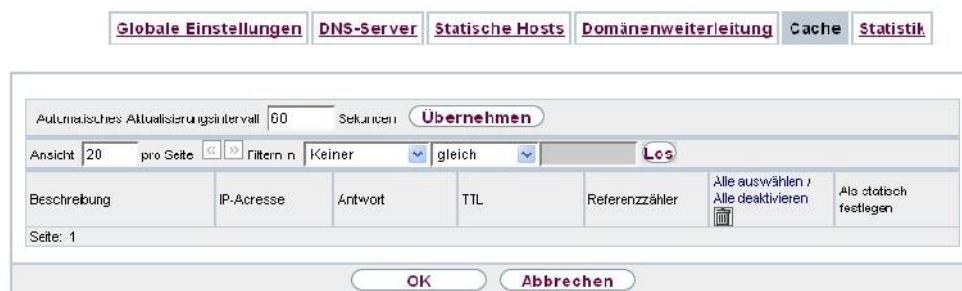 Globale Einstellungen DNS-Server Statische Hosts Domänenweiterleitung Cache Statistik
Automatisches Aktualisierungsintervall 60 Sekunden Übernehmen
Ansicht 20 pro Seite « » Filtern in Keiner gleich Los
Beschreibung IP-Adresse Antwort TTL Referenzzähler Alle auswählen / Alle deaktivieren Als statisch festlegen
Seite: 1
OK Abbrechen